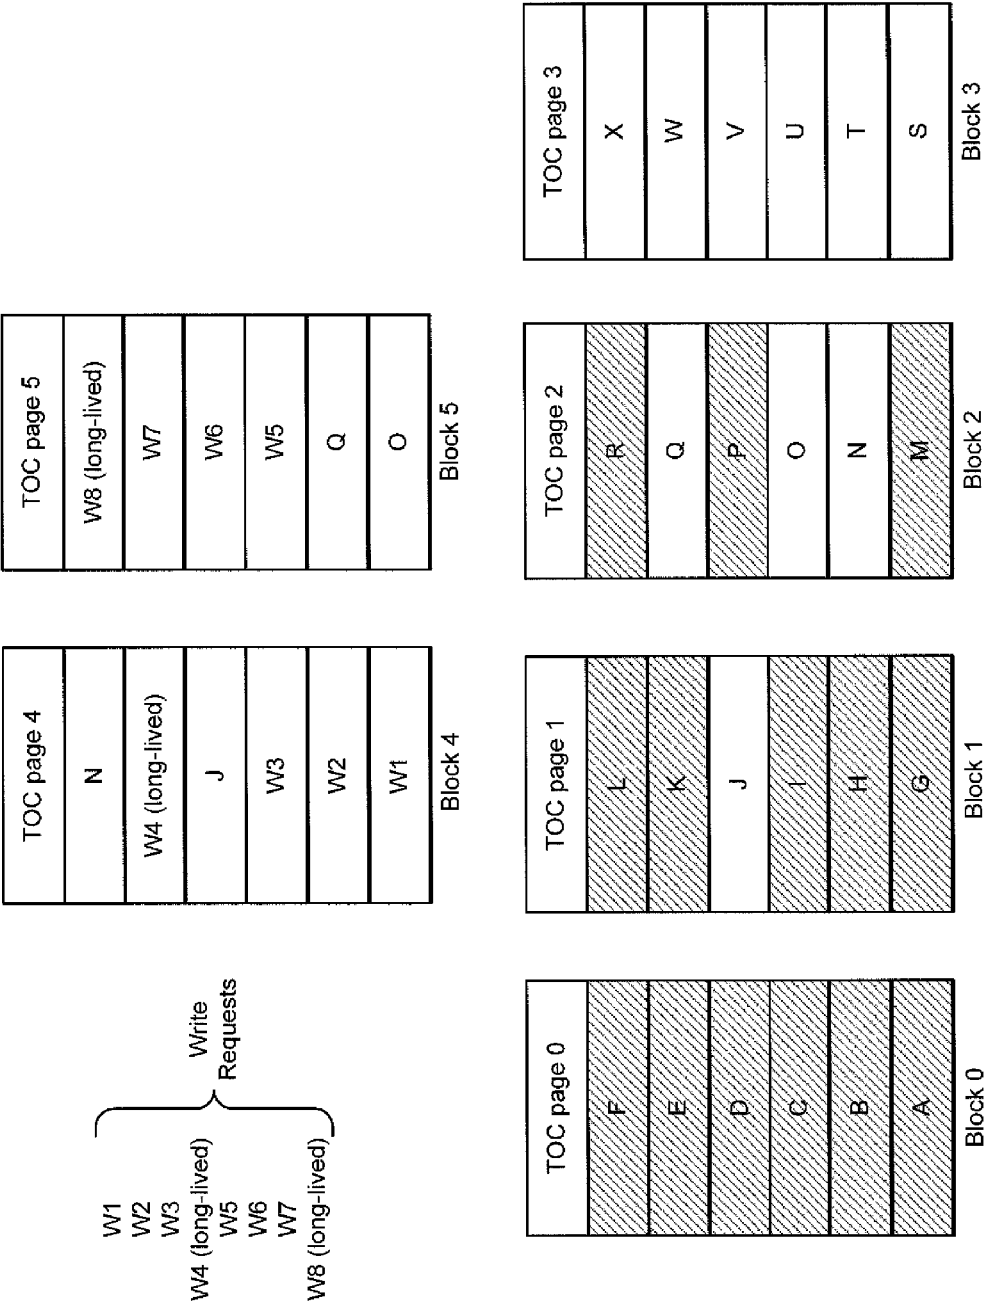 W1
W2
W3
W4 (long-lived)
W5
W6
W7
W8 (long-lived)
Write
Requests
TOC page 4
N
W4 (long-lived)
J
W3
W2
W1
Block 4
TOC page 5
W8 (long-lived)
W7
W6
W5
Q
O
Block 5
TOC page 0
F
E
D
C
B
A
Block 0
TOC page 1
L
K
J
I
H
G
Block 1
TOC page 2
R
Q
P
O
N
M
Block 2
TOC page 3
X
W
V
U
T
S
Block 3